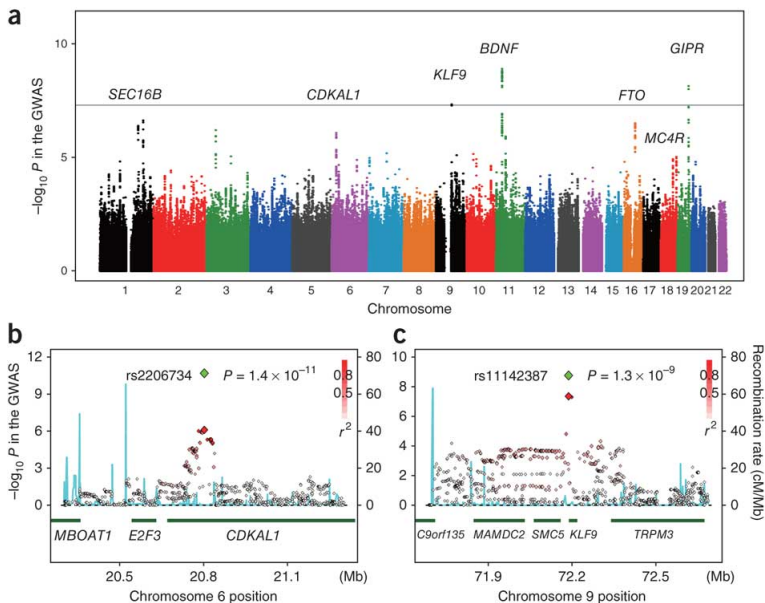 a
10
5
0
–log10 P in the GWAS
SEC16B
CDKAL1
KLF9
BDNF
FTO
MC4R
GIPR
1 2 3 4 5 6 7 8 9 10 11 12 13 14 15 16 17 18 19 20 21 22
Chromosome
b
–log10 P in the GWAS
12
9
6
3
0
rs2206734
P = 1.4 × 10−11
80
60
40
20
0
0.8
0.5
r2
MBOAT1 E2F3 CDKAL1
20.5 20.8 21.1 (Mb)
Chromosome 6 position
c
10
8
6
4
2
0
rs11142387
P = 1.3 × 10−9
80
60
40
20
0
0.8
0.5
r2
Recombination rate (cM/Mb)
C9orf135 MAMDC2 SMC5 KLF9 TRPM3
71.9 72.2 72.5 (Mb)
Chromosome 9 position